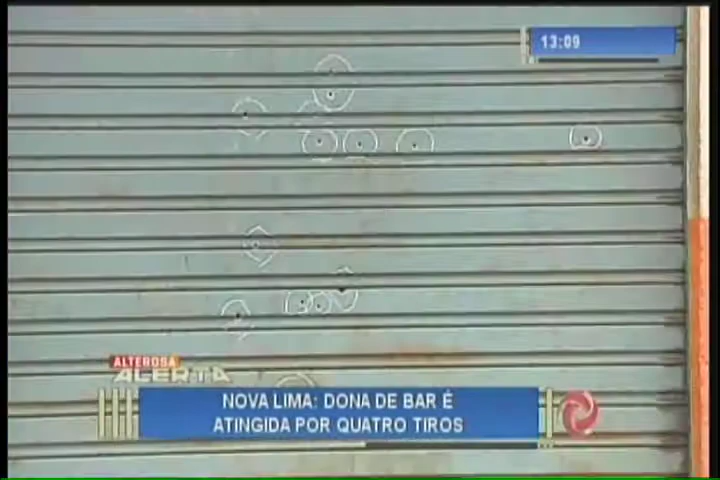 13:09
ALTEROSA
ALERTA
NOVA LIMA: DONA DE BAR É
ATINGIDA POR QUATRO TIROS